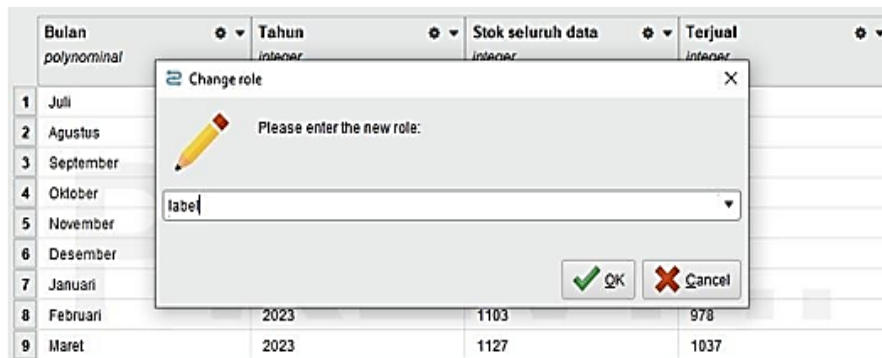 Bulan Tahun Stok seluruh data Terjual
polynominal integer integer integer
Change role
Please enter the new role:
label
OK Cancel
1 Juli
2 Agustus
3 September
4 Oktober
5 November
6 Desember
7 Januari
8 Februari 2023 1103 978
9 Maret 2023 1127 1037